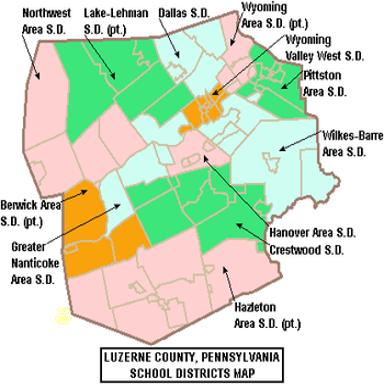 Northwest
Area S.D.
Lake-Lehman
S.D. (pt.)
Dallas S.D.
Wyoming
Area S.D. (pt.)
Wyoming
Valley West S.D.
Pittston
Area S.D.
Wilkes-Barre
Area S.D.
Berwick Area
S.D. (pt.)
Greater
Nanticoke
Area S.D.
Hanover Area S.D.
Crestwood S.D.
Hazleton
Area S.D. (pt.)
LUZERNE COUNTY, PENNSYLVANIA
SCHOOL DISTRICTS MAP